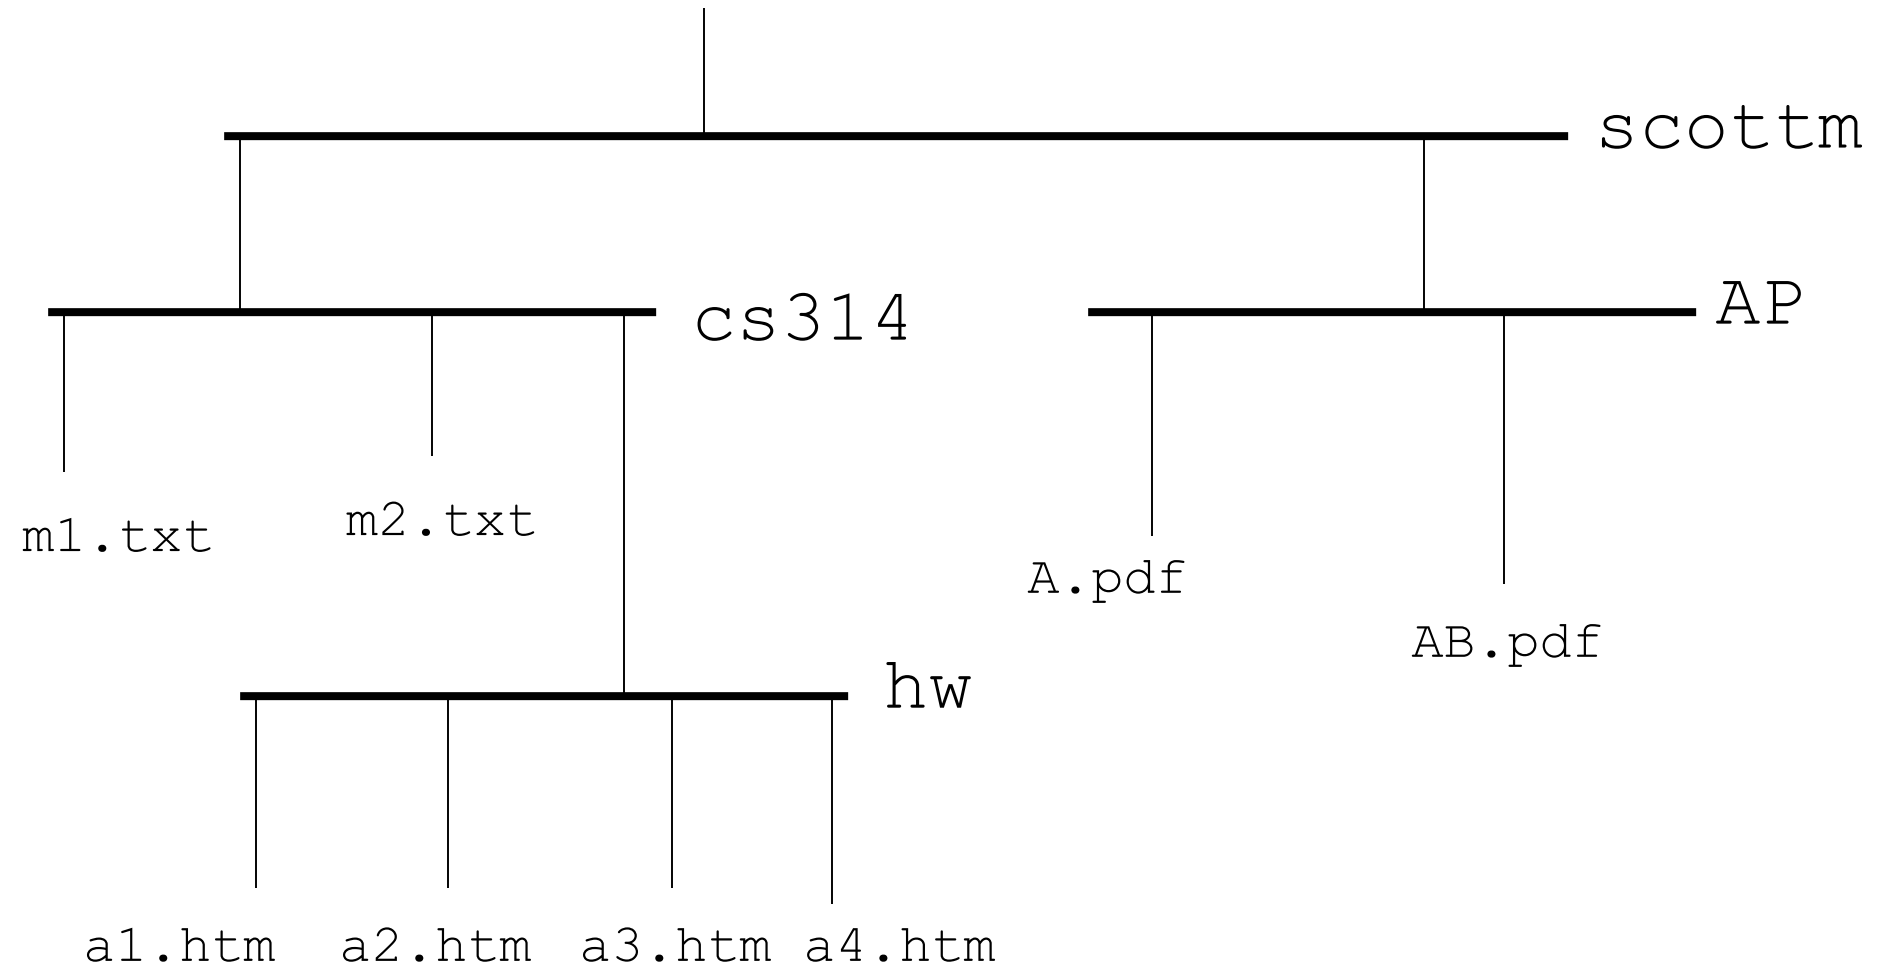 scottm
cs314
AP
m1.txt
m2.txt
A.pdf
AB.pdf
hw
a1.htm
a2.htm
a3.htm
a4.htm